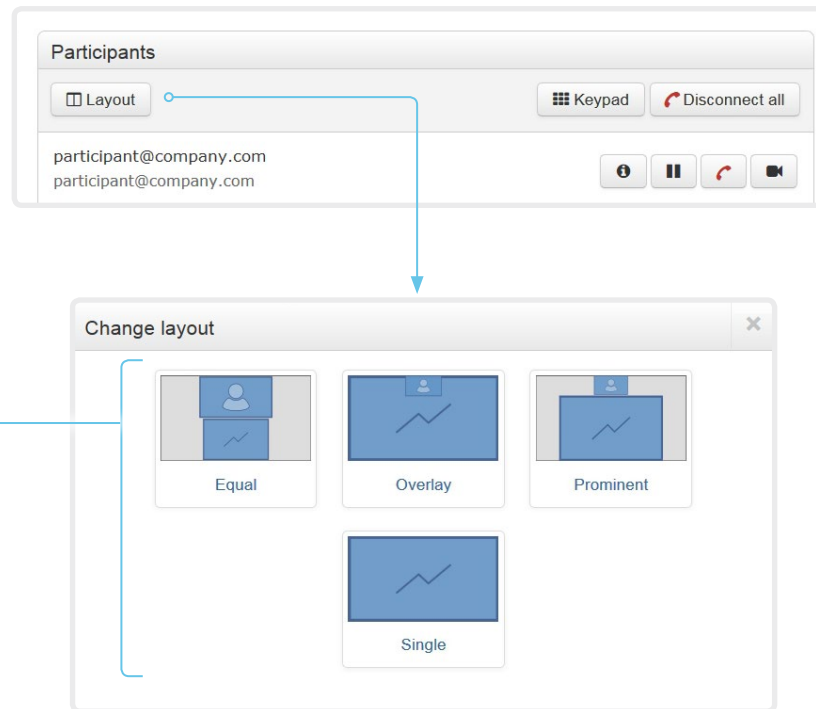 Participants
Layout
Keypad
Disconnect all
participant@company.com
participant@company.com
Change layout
Equal
Overlay
Prominent
Single